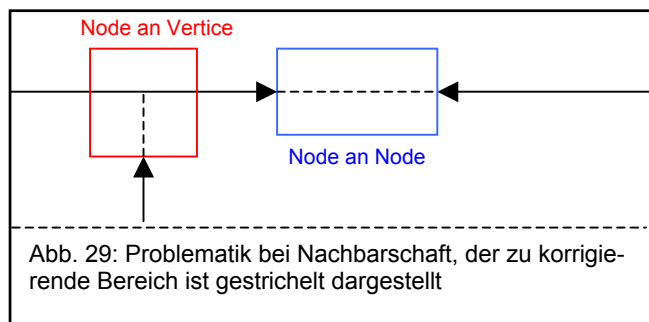 Node an Vertice
Node an Node
Abb. 29: Problematik bei Nachbarschaft, der zu korrigie-
rende Bereich ist gestrichelt dargestellt